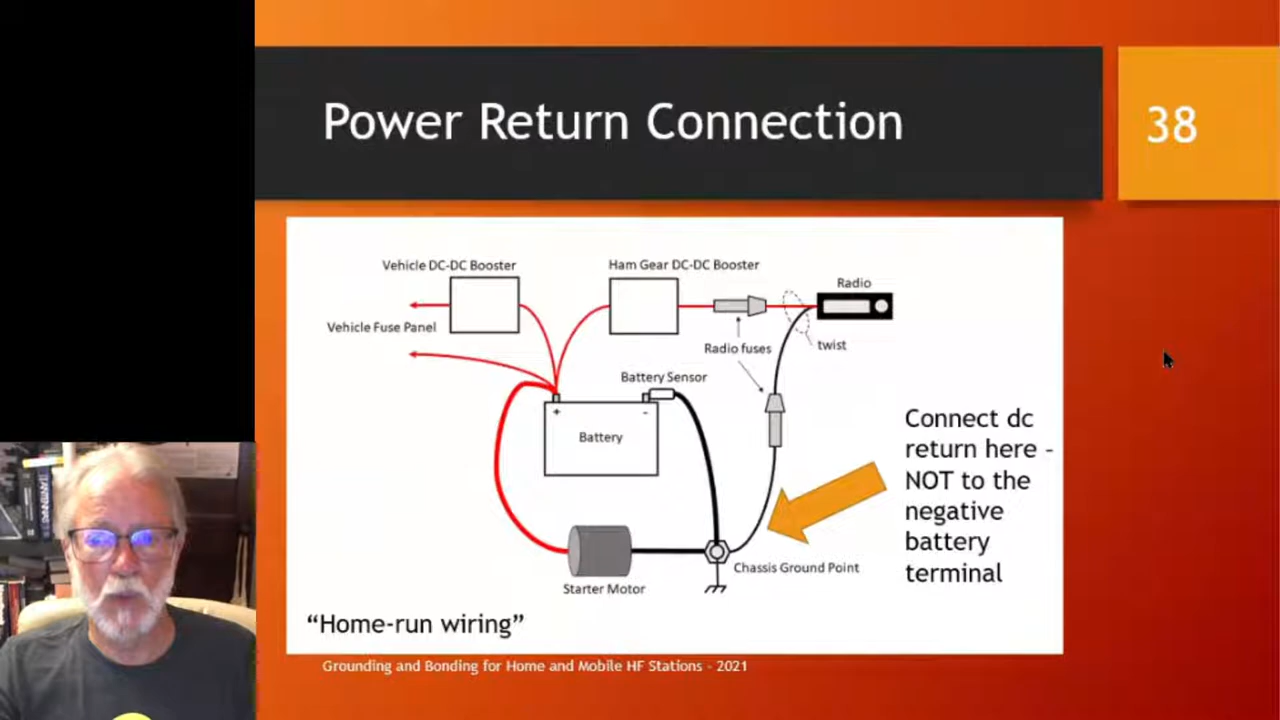 Power Return Connection
38
Vehicle DC-DC Booster
Ham Gear DC-DC Booster
Radio
Vehicle Fuse Panel
Radio fuses
twist
Battery Sensor
+
-
Battery
Connect dc
return here -
NOT to the
negative
battery
terminal
Chassis Ground Point
Starter Motor
“Home-run wiring”
Grounding and Bonding for Home and Mobile HF Stations - 2021